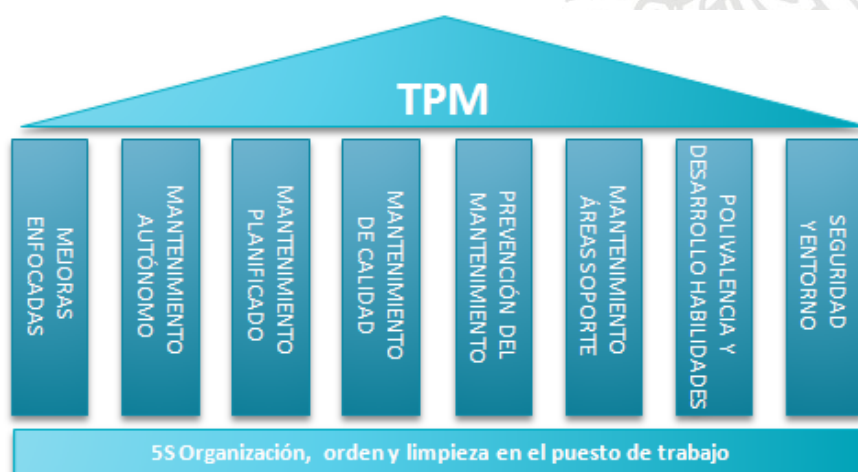 TPM
MEJORAS
ENFOCADAS
MANTENIMIENTO
AUTÓNOMO
MANTENIMIENTO
PLANIFICADO
MANTENIMIENTO
DE CALIDAD
PREVENCIÓN DEL
MANTENIMIENTO
MANTENIMIENTO
ÁREAS SOPORTE
POLIVALENCIA Y
DESARROLLO HABILIDADES
SEGURIDAD
Y ENTORNO
5S Organización, orden y limpieza en el puesto de trabajo